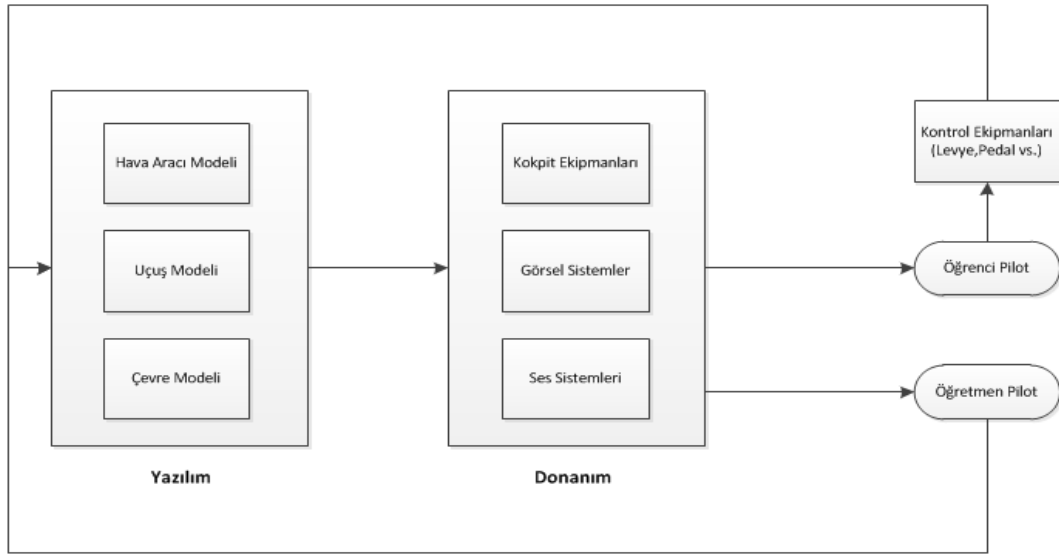 Hava Aracı Modeli
Uçuş Modeli
Çevre Modeli
Yazılım
Kokpit Ekipmanları
Görsel Sistemler
Ses Sistemleri
Donanım
Kontrol Ekipmanları
(Levye,Pedal vs.)
Öğrenci Pilot
Öğretmen Pilot